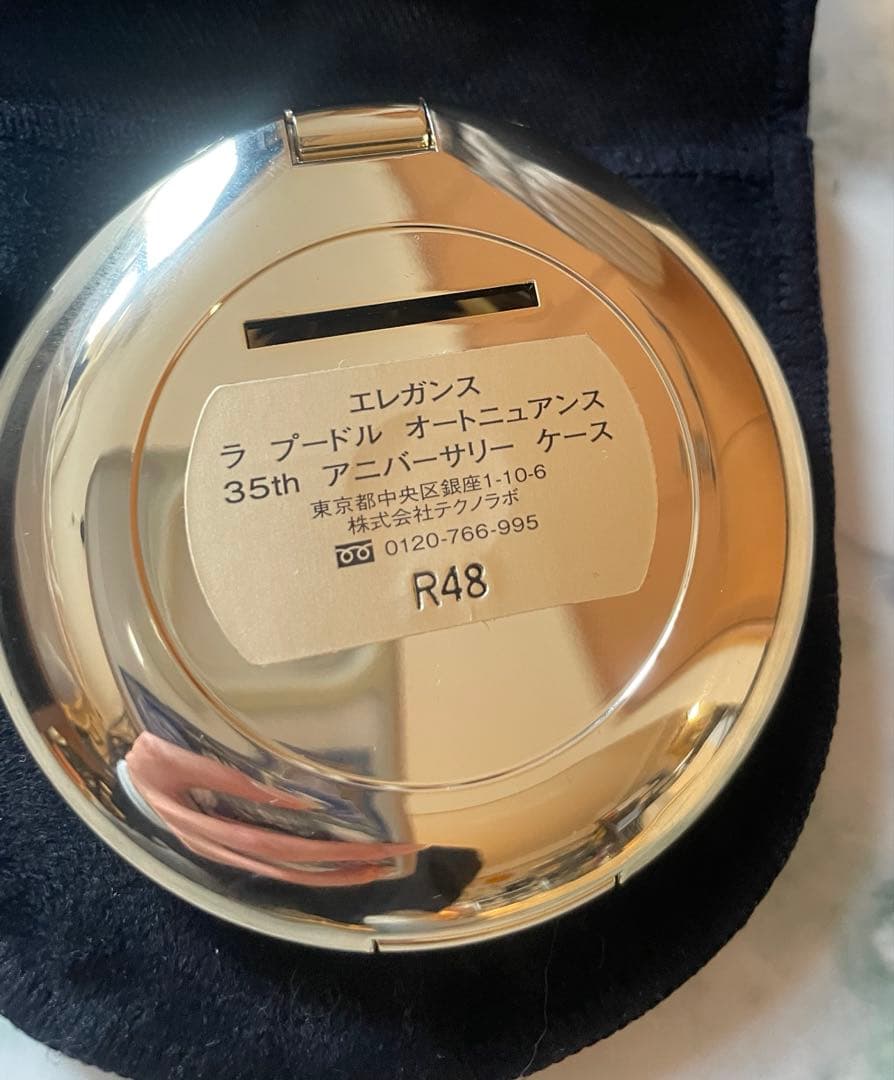 エレガンス
ラ プードル オートニュアンス
35th アニバーサリー ケース
東京都中央区銀座1-10-6
株式会社テクノラボ
0120-766-995
R48